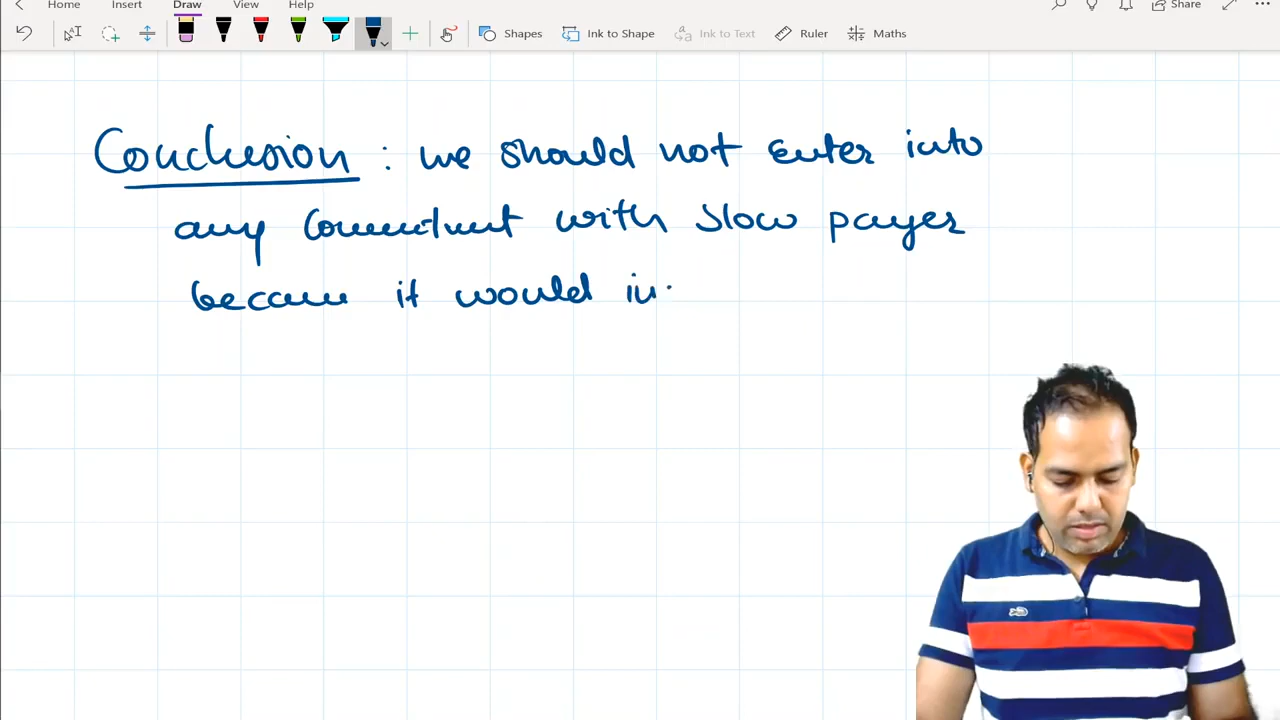 Home Insert Draw View Help Share
Shapes Ink to Shape Ink to Text Ruler Maths
Conclusion : we should not enter into
any commitment with slow payer
because it would in